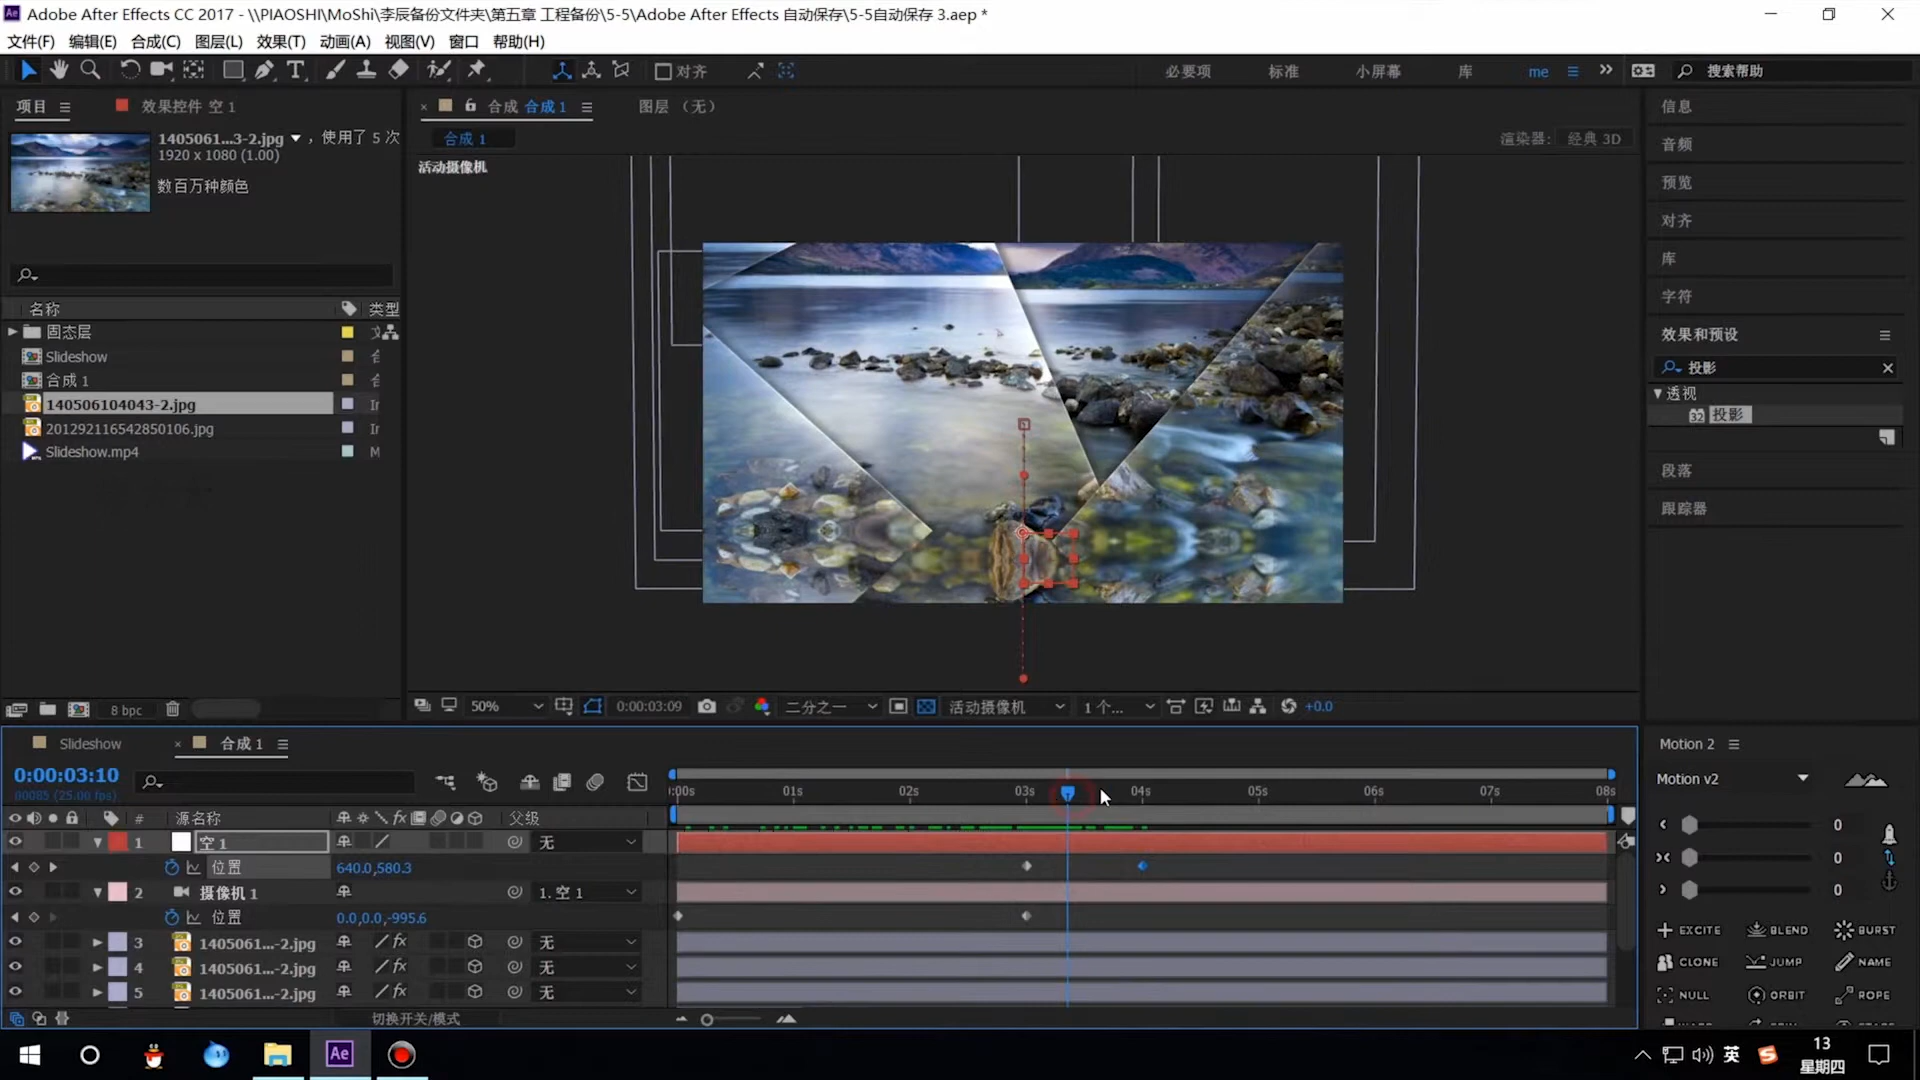 Adobe After Effects CC 2017 - \\PIAOSHI\MoShi\李辰备份文件夹\第五章 工程备份\5-5\Adobe After Effects 自动保存\5-5自动保存 3.aep *
文件(F) 编辑(E) 合成(C) 图层(L) 效果(T) 动画(A) 视图(V) 窗口 帮助(H)
对齐 必要项 标准 小屏幕 库 me 搜索帮助
项目 效果控件 空 1
1405061...3-2.jpg ，使用了 5 次
1920 x 1080 (1.00)
数百万种颜色
名称 类型
固态层
Slideshow
合成 1
140506104043-2.jpg
201292116542850106.jpg
Slideshow.mp4 M
8 bpc
合成 合成 1 图层 （无）
合成 1
渲染器: 经典 3D
活动摄像机
50% 0:00:03:09 二分之一 活动摄像机 1 个... +0.0
信息
音频
预览
对齐
库
字符
效果和预设
投影
透视
32 投影
段落
跟踪器
Slideshow 合成 1
0:00:03:10
00085 (25.00 fps)
:00s 01s 02s 03s 04s 05s 06s 07s 08s
# 源名称 fx 父级
1 空 1 无
位置 640.0,580.3
2 摄像机 1 1. 空 1
位置 0.0,0.0,-995.6
3 1405061...-2.jpg fx 无
4 1405061...-2.jpg fx 无
5 1405061...-2.jpg fx 无
切换开关/模式
Motion 2
Motion v2
0
0
0
EXCITE BLEND BURST
CLONE JUMP NAME
NULL ORBIT ROPE
Ae 英 13
星期四